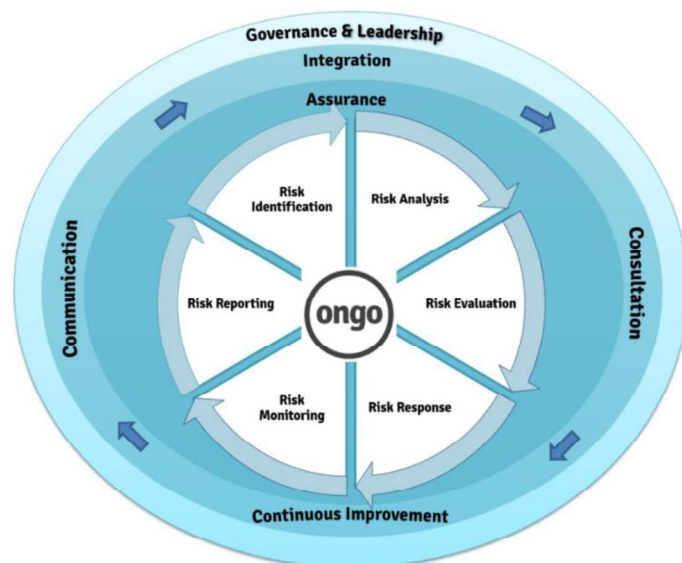 Governance & Leadership
Integration
Assurance
Risk
Identification
Risk Analysis
Communication
Consultation
Risk Reporting
ongo
Risk Evaluation
Risk
Monitoring
Risk Response
Continuous Improvement